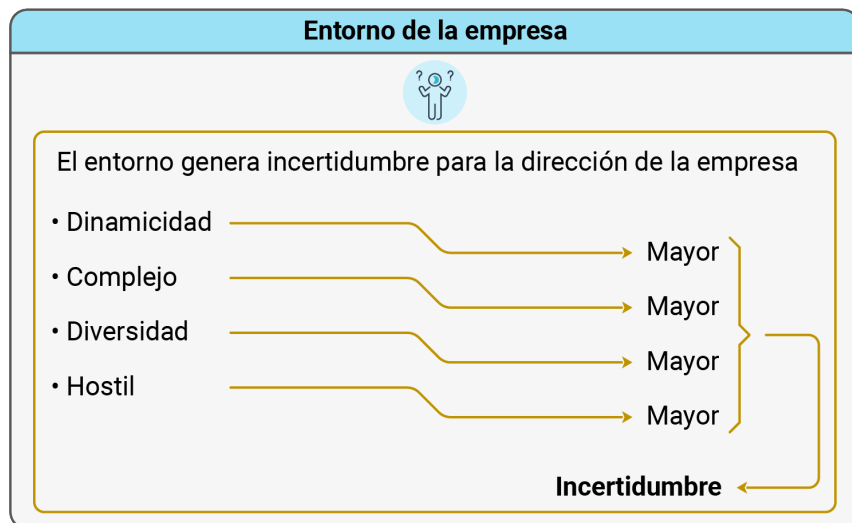 Entorno de la empresa
? ?
El entorno genera incertidumbre para la dirección de la empresa
• Dinamicidad
Mayor
• Complejo
Mayor
• Diversidad
Mayor
• Hostil
Mayor
Incertidumbre